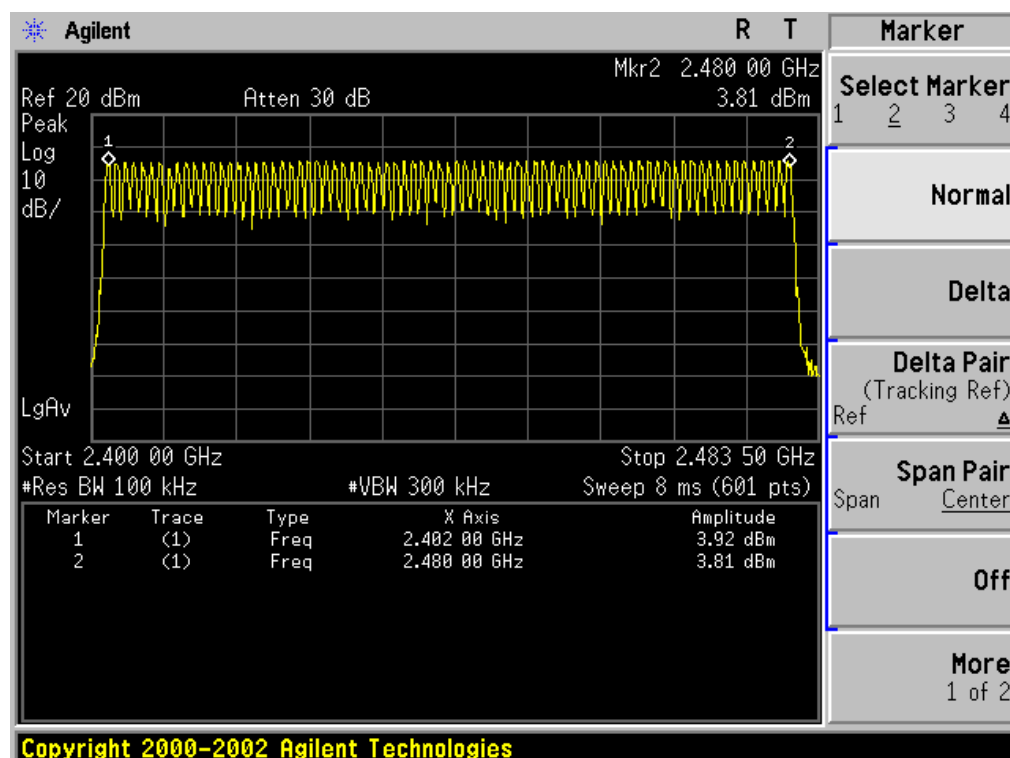 Agilent R T Marker
Mkr2 2.480 00 GHz
Ref 20 dBm Atten 30 dB 3.81 dBm
Peak
Log
10
dB/
1
2
LgAv
Start 2.400 00 GHz Stop 2.483 50 GHz
#Res BW 100 kHz #VBW 300 kHz Sweep 8 ms (601 pts)
Marker Trace Type X Axis Amplitude
1 (1) Freq 2.402 00 GHz 3.92 dBm
2 (1) Freq 2.480 00 GHz 3.81 dBm
Select Marker
1 2 3 4
Normal
Delta
Delta Pair
(Tracking Ref)
Ref Δ
Span Pair
Span Center
Off
More
1 of 2
Copyright 2000-2002 Agilent Technologies